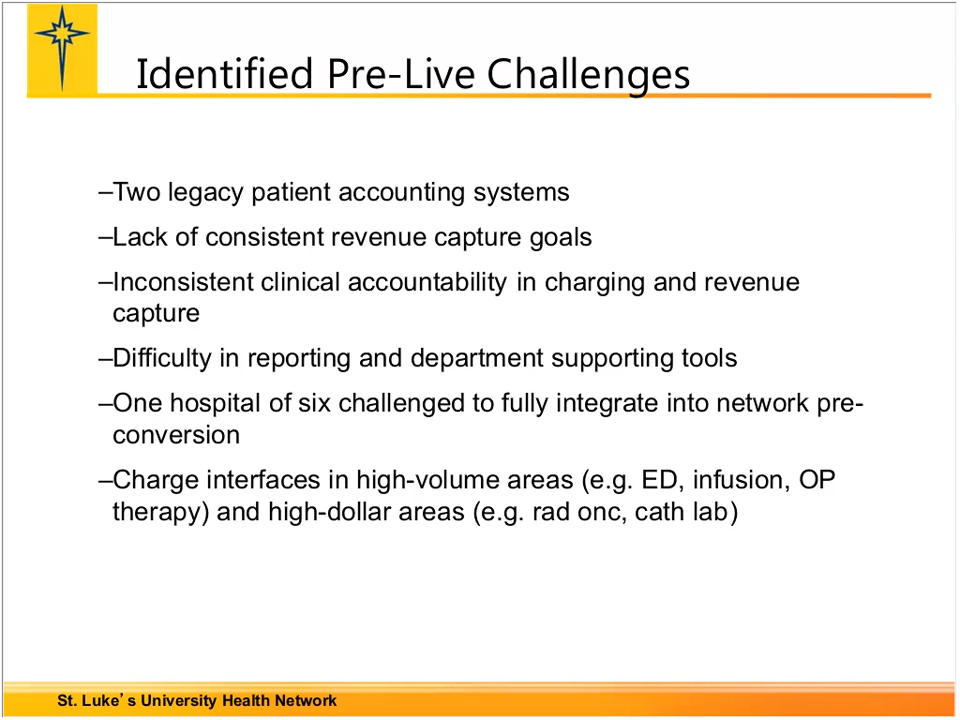 Identified Pre-Live Challenges
–Two legacy patient accounting systems
–Lack of consistent revenue capture goals
–Inconsistent clinical accountability in charging and revenue
capture
–Difficulty in reporting and department supporting tools
–One hospital of six challenged to fully integrate into network pre-
conversion
–Charge interfaces in high-volume areas (e.g. ED, infusion, OP
therapy) and high-dollar areas (e.g. rad onc, cath lab)
St. Luke’s University Health Network